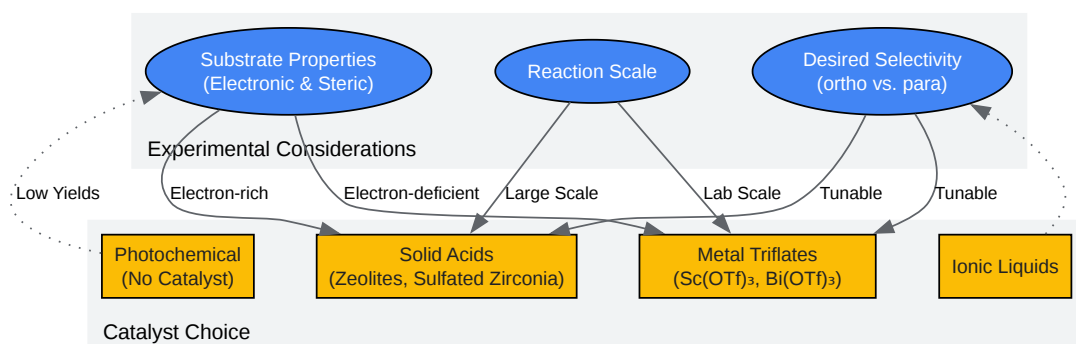 Substrate Properties
(Electronic & Steric)
Reaction Scale
Desired Selectivity
(ortho vs. para)
Experimental Considerations
Low Yields
Electron-rich
Electron-deficient
Large Scale
Lab Scale
Tunable
Tunable
Photochemical
(No Catalyst)
Solid Acids
(Zeolites, Sulfated Zirconia)
Metal Triflates
(Sc(OTf)₃, Bi(OTf)₃)
Ionic Liquids
Catalyst Choice